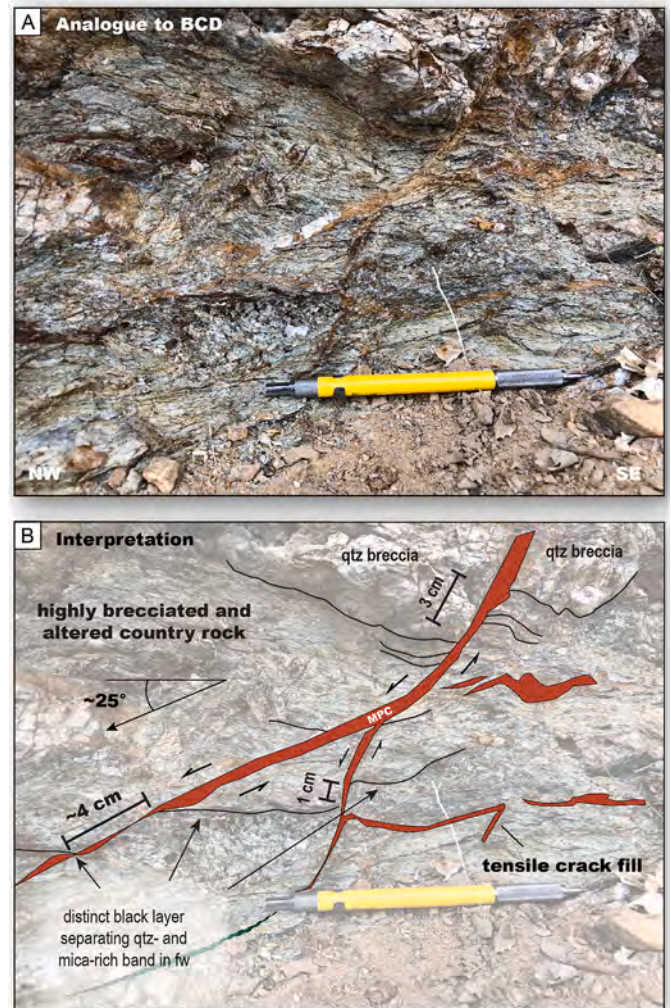 A Analogue to BCD
NW
SE
B Interpretation
qtz breccia
qtz breccia
highly brecciated and
altered country rock
3 cm
~25°
MPC
1 cm
~4 cm
tensile crack fill
distinct black layer
separating qtz- and
mica-rich band in fw